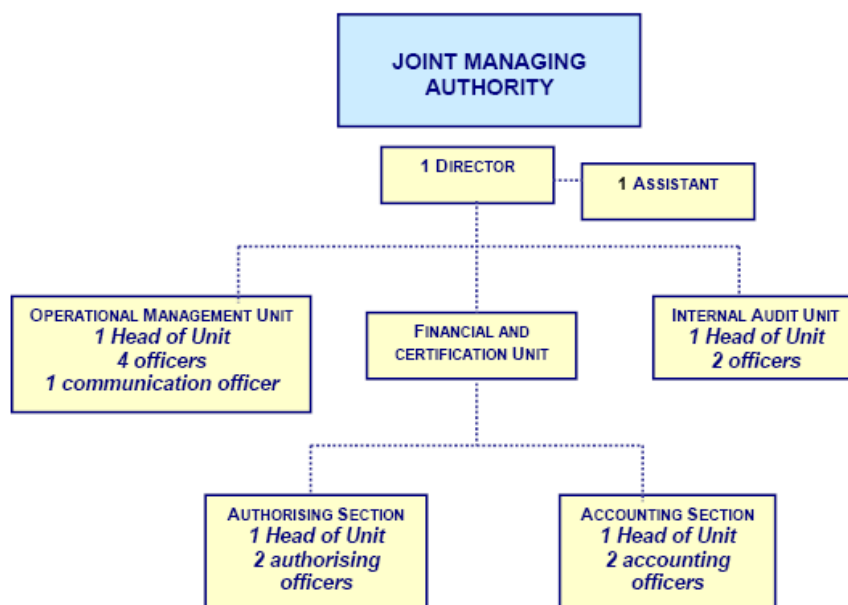 JOINT MANAGING
AUTHORITY
1 DIRECTOR
1 ASSISTANT
OPERATIONAL MANAGEMENT UNIT
1 Head of Unit
4 officers
1 communication officer
FINANCIAL AND
CERTIFICATION UNIT
INTERNAL AUDIT UNIT
1 Head of Unit
2 officers
AUTHORISING SECTION
1 Head of Unit
2 authorising
officers
ACCOUNTING SECTION
1 Head of Unit
2 accounting
officers